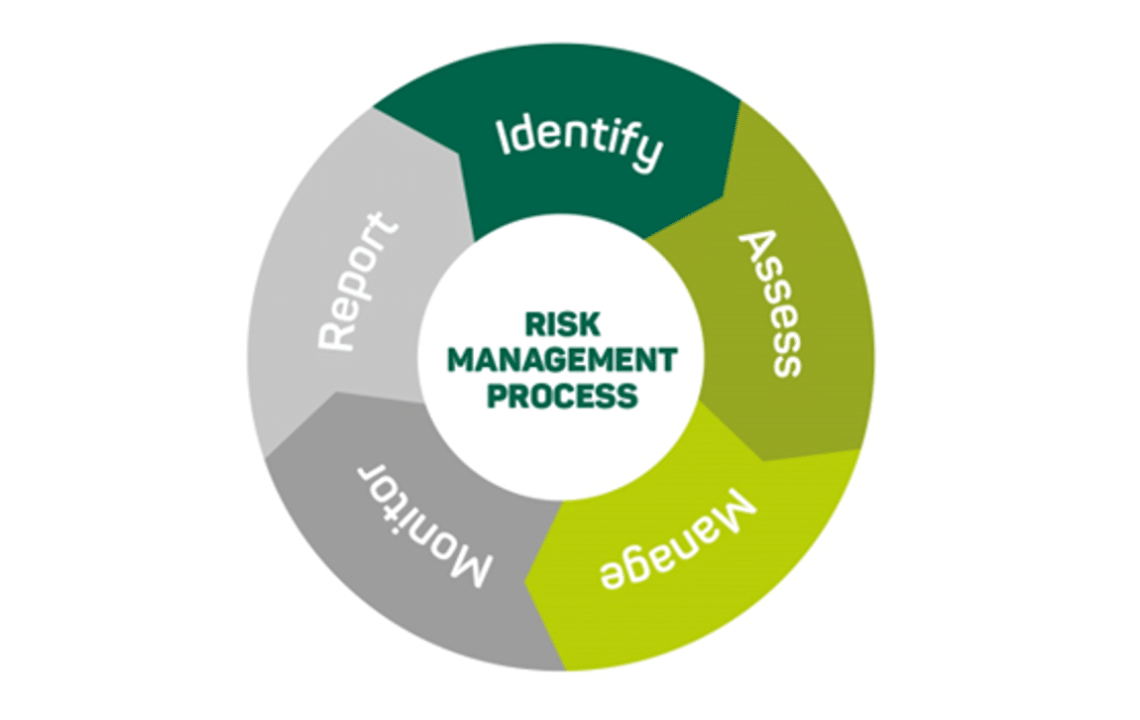 Identify
Assess
Manage
Monitor
Report
RISK
MANAGEMENT
PROCESS